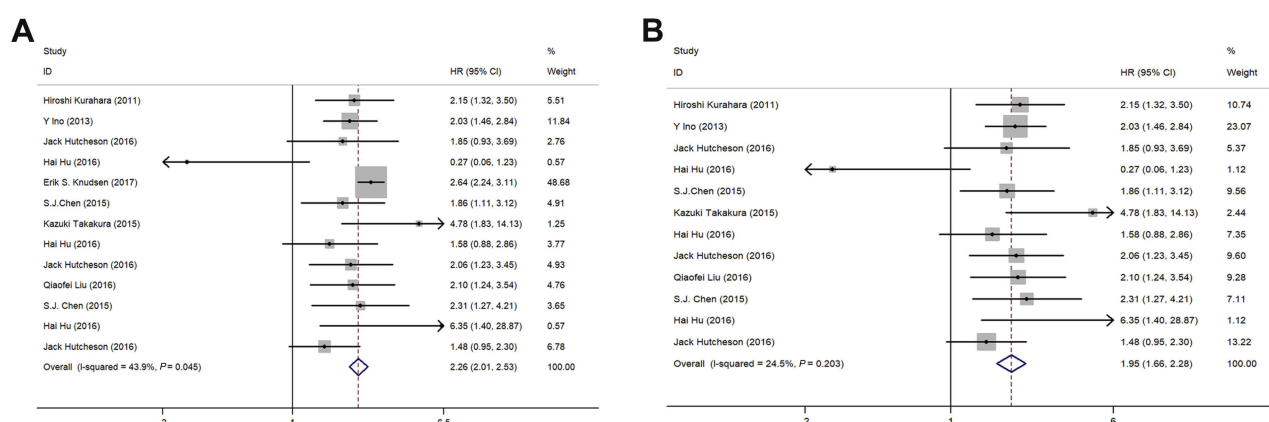 A
Study %
ID HR (95% CI) Weight
Hiroshi Kurahara (2011) 2.15 (1.32, 3.50) 5.51
Y Ino (2013) 2.03 (1.46, 2.84) 11.84
Jack Hutcheson (2016) 1.85 (0.93, 3.69) 2.76
Hai Hu (2016) 0.27 (0.06, 1.23) 0.57
Erik S. Knudsen (2017) 2.64 (2.24, 3.11) 48.68
S.J.Chen (2015) 1.86 (1.11, 3.12) 4.91
Kazuki Takakura (2015) 4.78 (1.83, 14.13) 1.25
Hai Hu (2016) 1.58 (0.88, 2.86) 3.77
Jack Hutcheson (2016) 2.06 (1.23, 3.45) 4.93
Qiaofei Liu (2016) 2.10 (1.24, 3.54) 4.76
S.J. Chen (2015) 2.31 (1.27, 4.21) 3.65
Hai Hu (2016) 6.35 (1.40, 28.87) 0.57
Jack Hutcheson (2016) 1.48 (0.95, 2.30) 6.78
Overall (I-squared = 43.9%, P = 0.045) 2.26 (2.01, 2.53) 100.00
1
B
Study %
ID HR (95% CI) Weight
Hiroshi Kurahara (2011) 2.15 (1.32, 3.50) 10.74
Y Ino (2013) 2.03 (1.46, 2.84) 23.07
Jack Hutcheson (2016) 1.85 (0.93, 3.69) 5.37
Hai Hu (2016) 0.27 (0.06, 1.23) 1.12
S.J.Chen (2015) 1.86 (1.11, 3.12) 9.56
Kazuki Takakura (2015) 4.78 (1.83, 14.13) 2.44
Hai Hu (2016) 1.58 (0.88, 2.86) 7.35
Jack Hutcheson (2016) 2.06 (1.23, 3.45) 9.60
Qiaofei Liu (2016) 2.10 (1.24, 3.54) 9.28
S.J. Chen (2015) 2.31 (1.27, 4.21) 7.11
Hai Hu (2016) 6.35 (1.40, 28.87) 1.12
Jack Hutcheson (2016) 1.48 (0.95, 2.30) 13.22
Overall (I-squared = 24.5%, P = 0.203) 1.95 (1.66, 2.28) 100.00
1